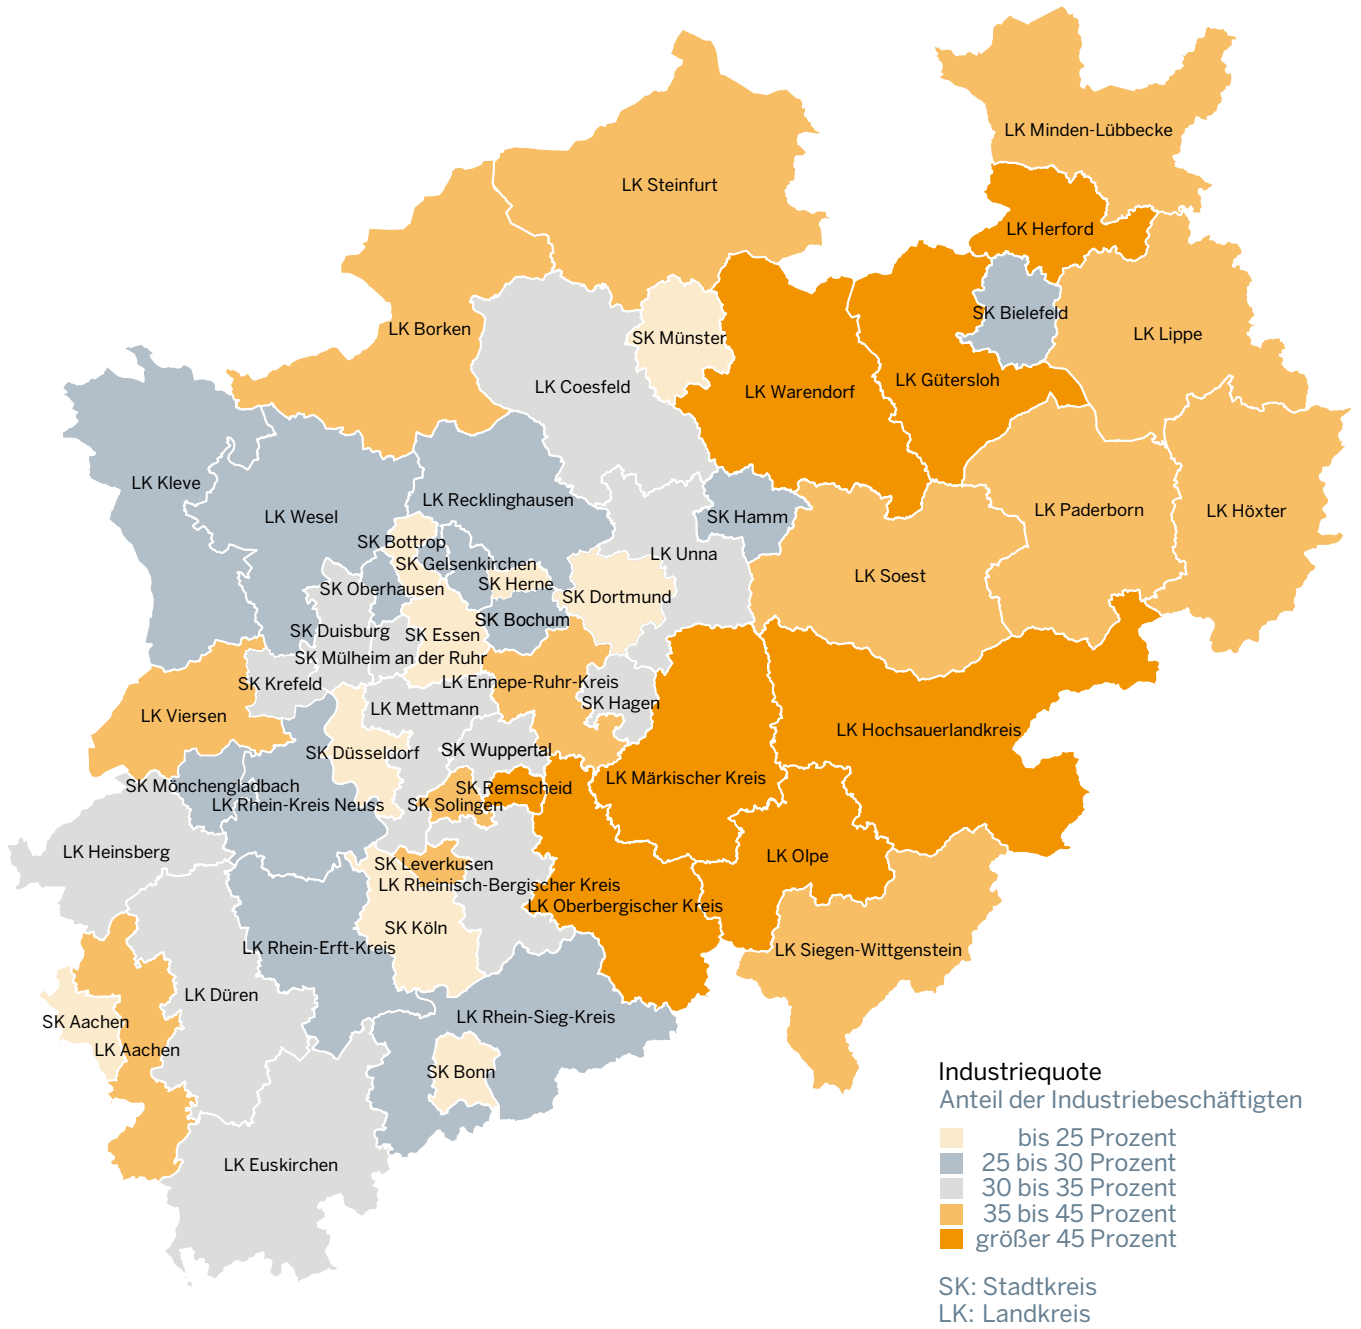 LK Minden-Lübbecke
LK Steinfurt
LK Herford
SK Bielefeld
LK Borken
SK Münster
LK Lippe
LK Coesfeld
LK Warendorf
LK Gütersloh
LK Kleve
LK Recklinghausen
LK Wesel
SK Hamm
LK Paderborn
LK Höxter
SK Bottrop
LK Unna
SK Gelsenkirchen
LK Soest
SK Oberhausen
SK Herne
SK Dortmund
SK Duisburg
SK Essen
SK Bochum
SK Mülheim an der Ruhr
SK Krefeld
LK Ennepe-Ruhr-Kreis
LK Viersen
LK Mettmann
SK Hagen
LK Hochsauerlandkreis
SK Düsseldorf
SK Wuppertal
SK Mönchengladbach
SK Remscheid
LK Märkischer Kreis
LK Rhein-Kreis Neuss
SK Solingen
LK Heinsberg
SK Leverkusen
LK Olpe
LK Rheinisch-Bergischer Kreis
LK Oberbergischer Kreis
SK Köln
LK Rhein-Erft-Kreis
LK Siegen-Wittgenstein
LK Düren
SK Aachen
LK Rhein-Sieg-Kreis
LK Aachen
SK Bonn
LK Euskirchen
Industriequote
Anteil der Industriebeschäftigten
bis 25 Prozent
25 bis 30 Prozent
30 bis 35 Prozent
35 bis 45 Prozent
größer 45 Prozent
SK: Stadtkreis
LK: Landkreis